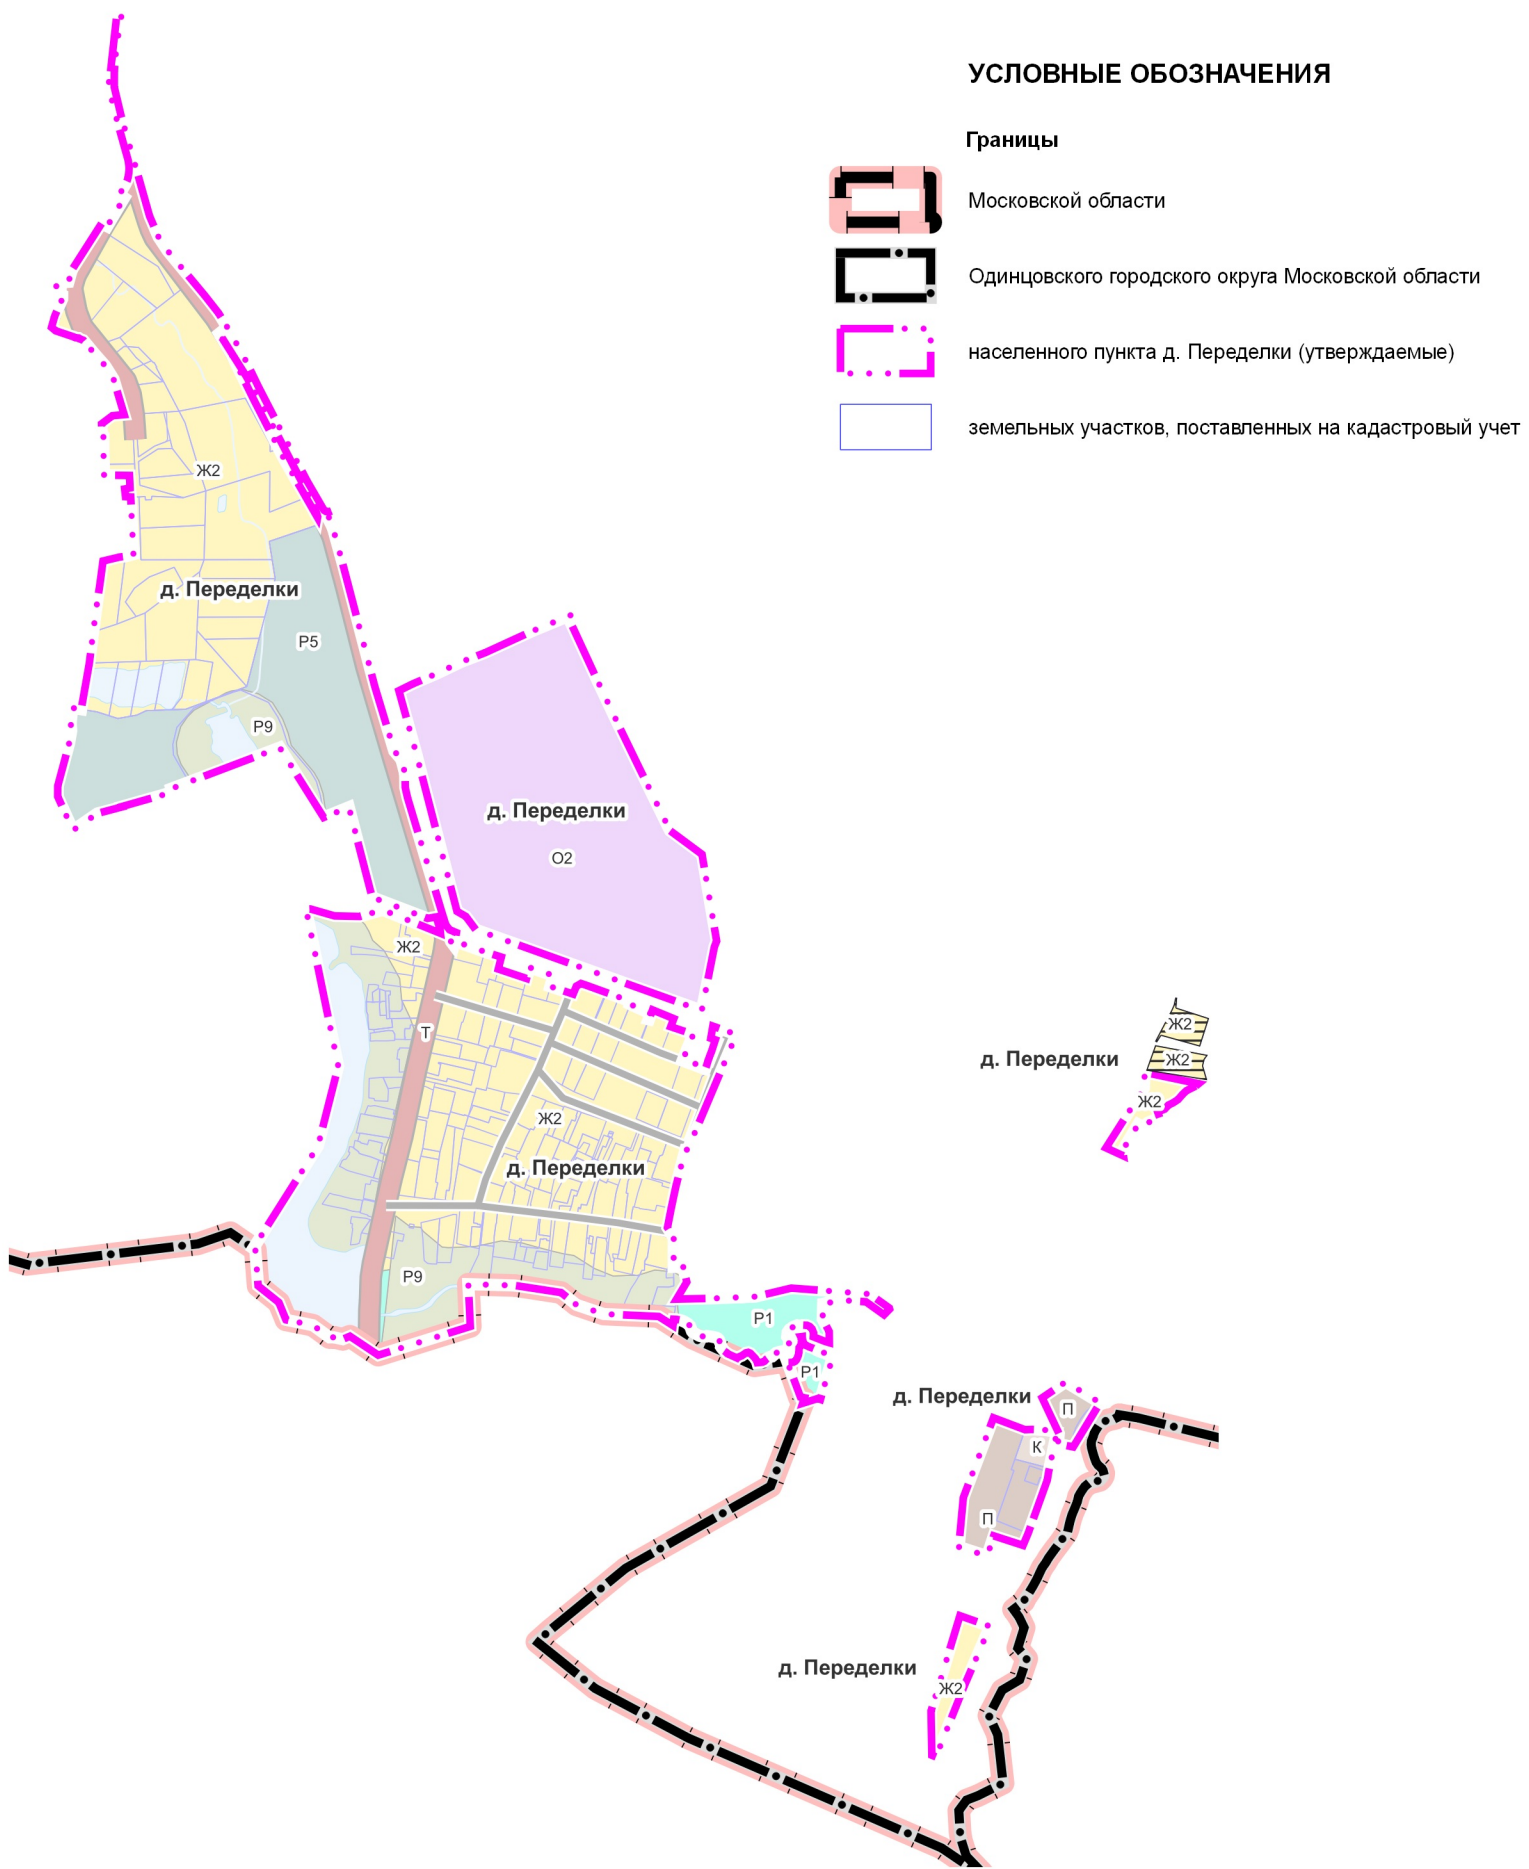 УСЛОВНЫЕ ОБОЗНАЧЕНИЯ
Границы
Московской области
Одинцовского городского округа Московской области
населенного пункта д. Переделки (утверждаемые)
земельных участков, поставленных на кадастровый учет
Ж2
д. Переделки
Р5
Р9
д. Переделки
О2
Ж2
Т
Ж2
д. Переделки
Р9
Р1
Р1
Ж2
д. Переделки
Ж2
Ж2
д. Переделки
П
К
П
д. Переделки
Ж2